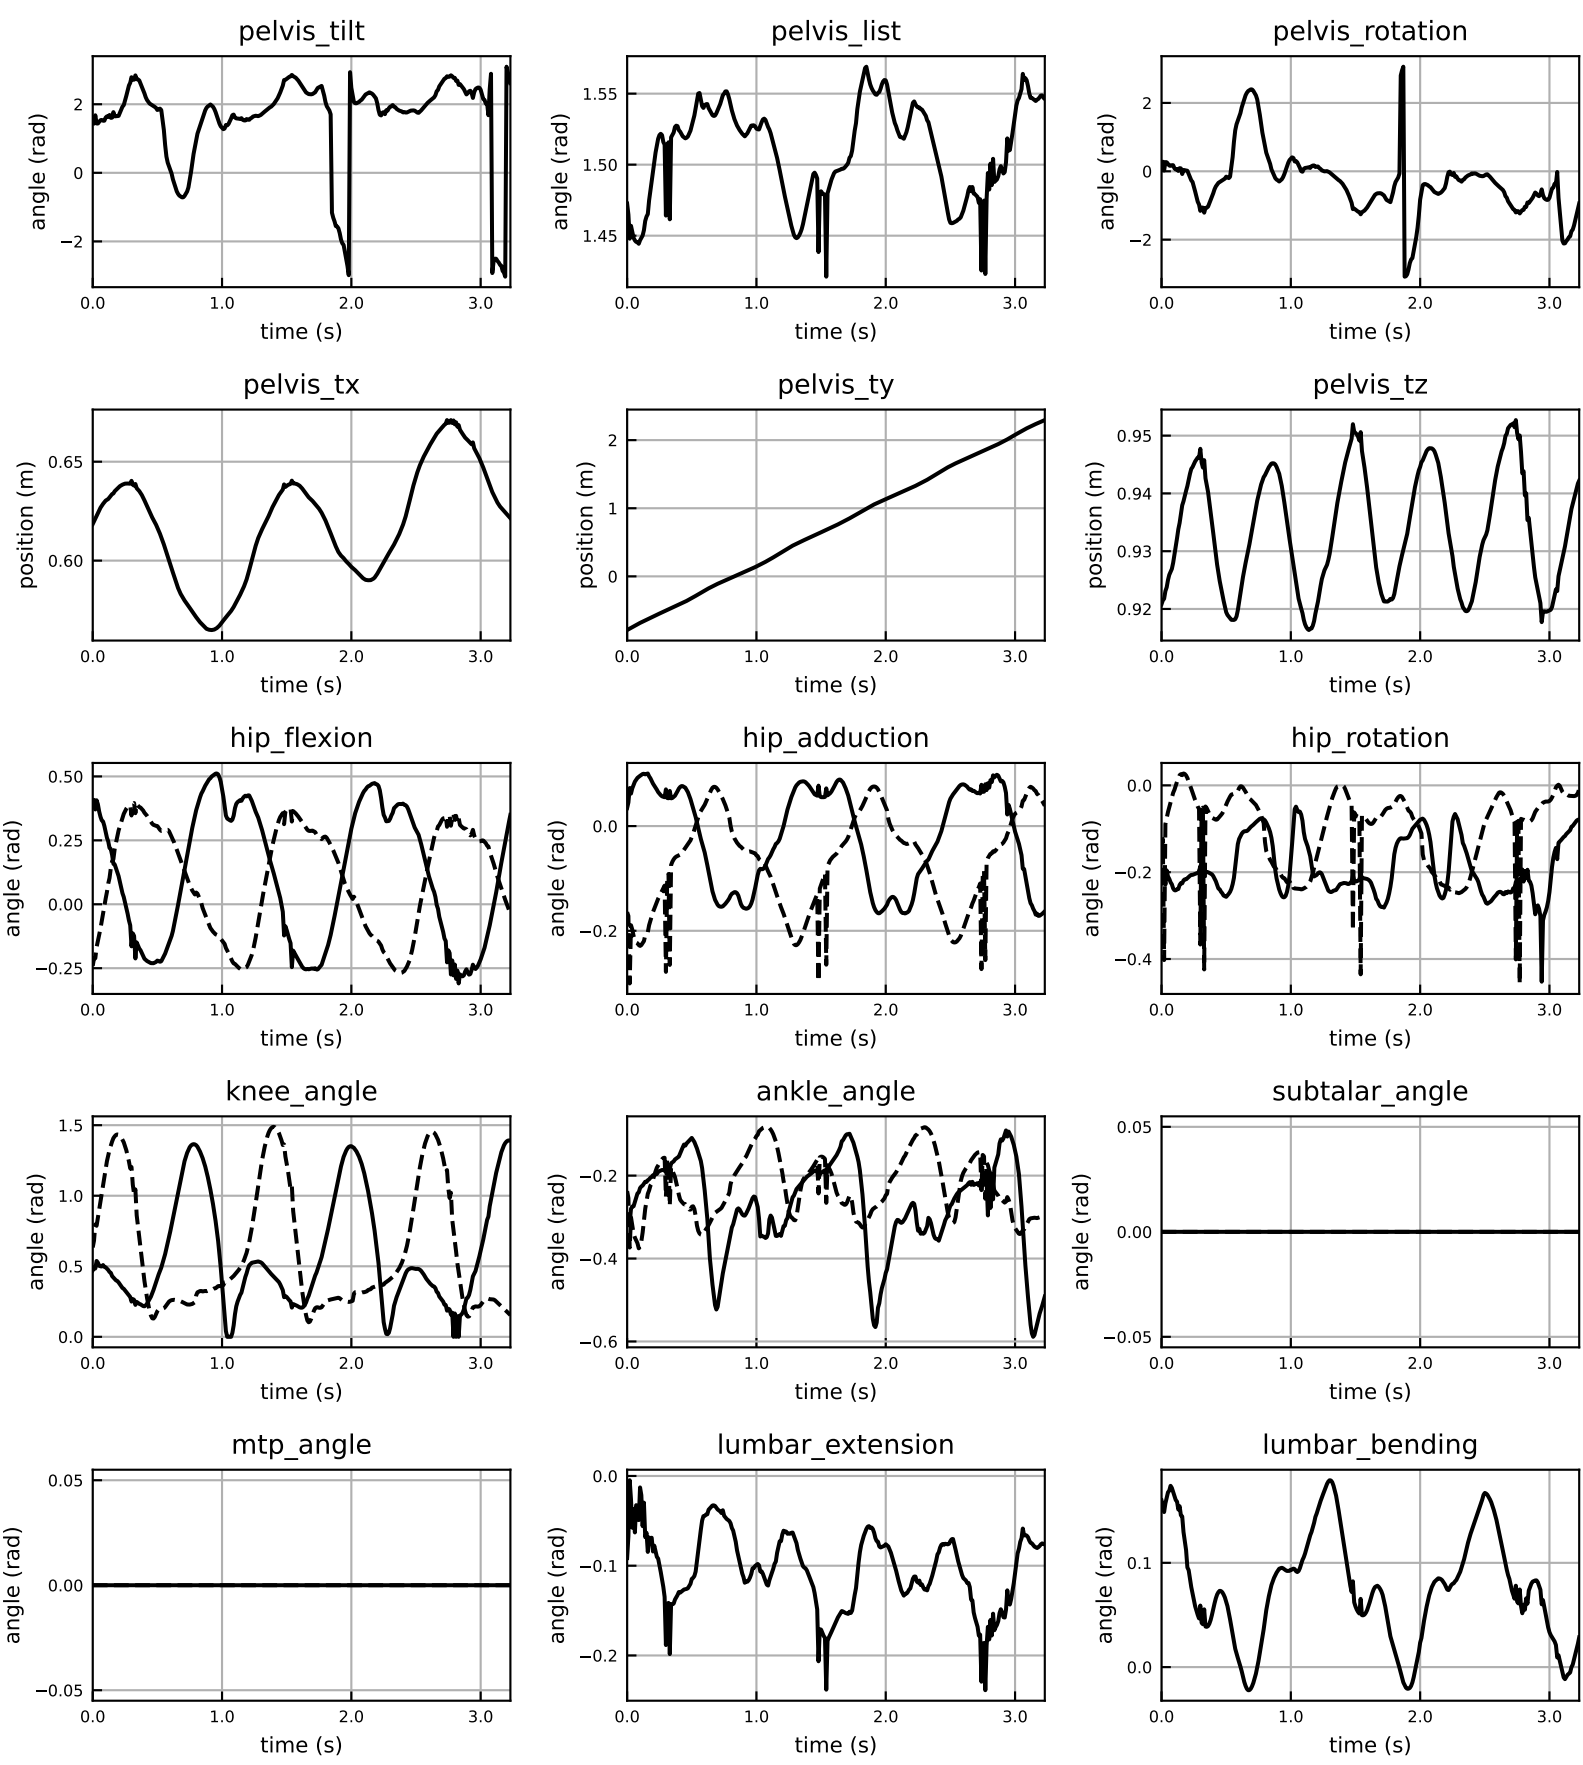 pelvis_tilt
angle (rad)
2
0
−2
0.0 1.0 2.0 3.0
time (s)
pelvis_list
angle (rad)
1.55
1.50
1.45
0.0 1.0 2.0 3.0
time (s)
pelvis_rotation
angle (rad)
2
0
−2
0.0 1.0 2.0 3.0
time (s)
pelvis_tx
position (m)
0.65
0.60
0.0 1.0 2.0 3.0
time (s)
pelvis_ty
position (m)
2
1
0
0.0 1.0 2.0 3.0
time (s)
pelvis_tz
position (m)
0.95
0.94
0.93
0.92
0.0 1.0 2.0 3.0
time (s)
hip_flexion
angle (rad)
0.50
0.25
0.00
−0.25
0.0 1.0 2.0 3.0
time (s)
hip_adduction
angle (rad)
0.0
−0.2
0.0 1.0 2.0 3.0
time (s)
hip_rotation
angle (rad)
0.0
−0.2
−0.4
0.0 1.0 2.0 3.0
time (s)
knee_angle
angle (rad)
1.5
1.0
0.5
0.0
0.0 1.0 2.0 3.0
time (s)
ankle_angle
angle (rad)
−0.2
−0.4
−0.6
0.0 1.0 2.0 3.0
time (s)
subtalar_angle
angle (rad)
0.05
0.00
−0.05
0.0 1.0 2.0 3.0
time (s)
mtp_angle
angle (rad)
0.05
0.00
−0.05
0.0 1.0 2.0 3.0
time (s)
lumbar_extension
angle (rad)
0.0
−0.1
−0.2
0.0 1.0 2.0 3.0
time (s)
lumbar_bending
angle (rad)
0.1
0.0
0.0 1.0 2.0 3.0
time (s)